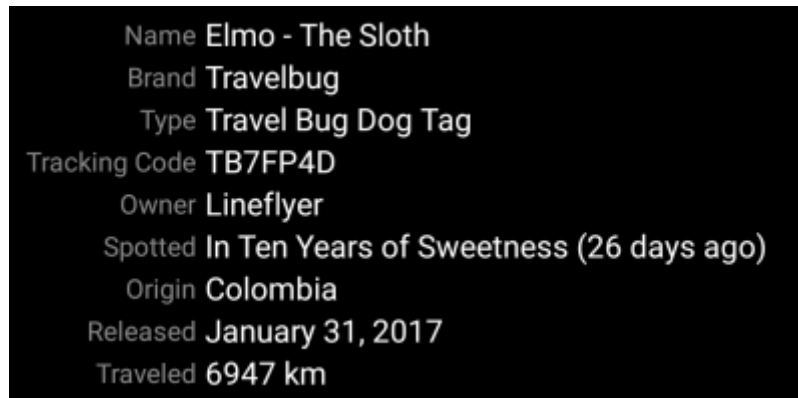 Name Elmo - The Sloth
Brand Travelbug
Type Travel Bug Dog Tag
Tracking Code TB7FP4D
Owner Lineflyer
Spotted In Ten Years of Sweetness (26 days ago)
Origin Colombia
Released January 31, 2017
Traveled 6947 km